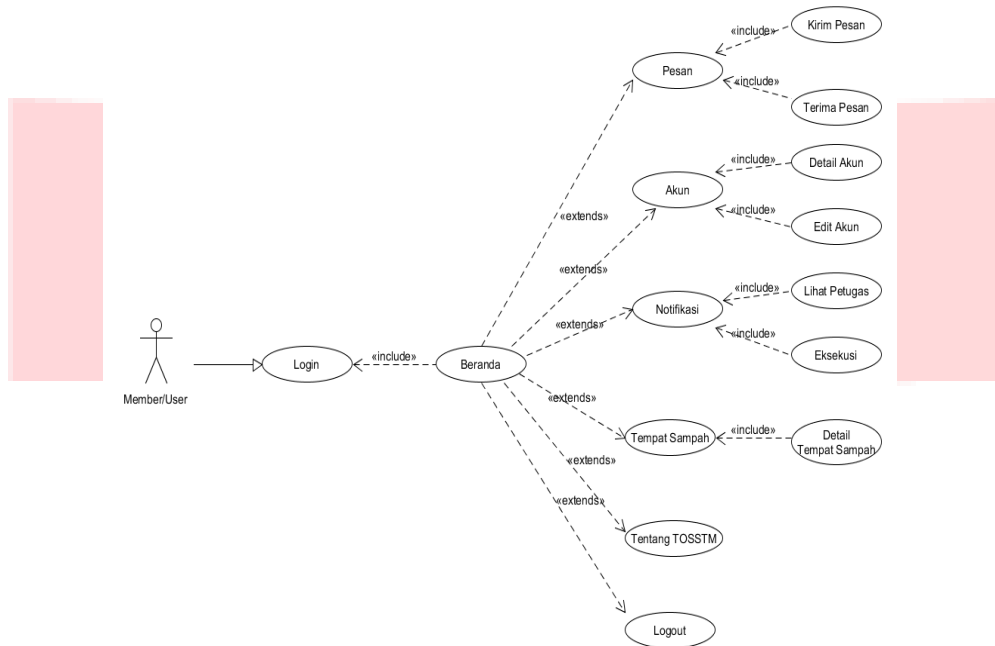 Kirim Pesan
«include»
Pesan
«include»
Terima Pesan
Detail Akun
«include»
Akun
«include»
«extends»
Edit Akun
«extends»
Lihat Petugas
«include»
Notifikasi
«extends»
«include»
Eksekusi
«include»
Login
Beranda
Member/User
«extends»
«include»
Tempat Sampah
Detail
Tempat Sampah
«extends»
«extends»
Tentang TOSSTM
Logout